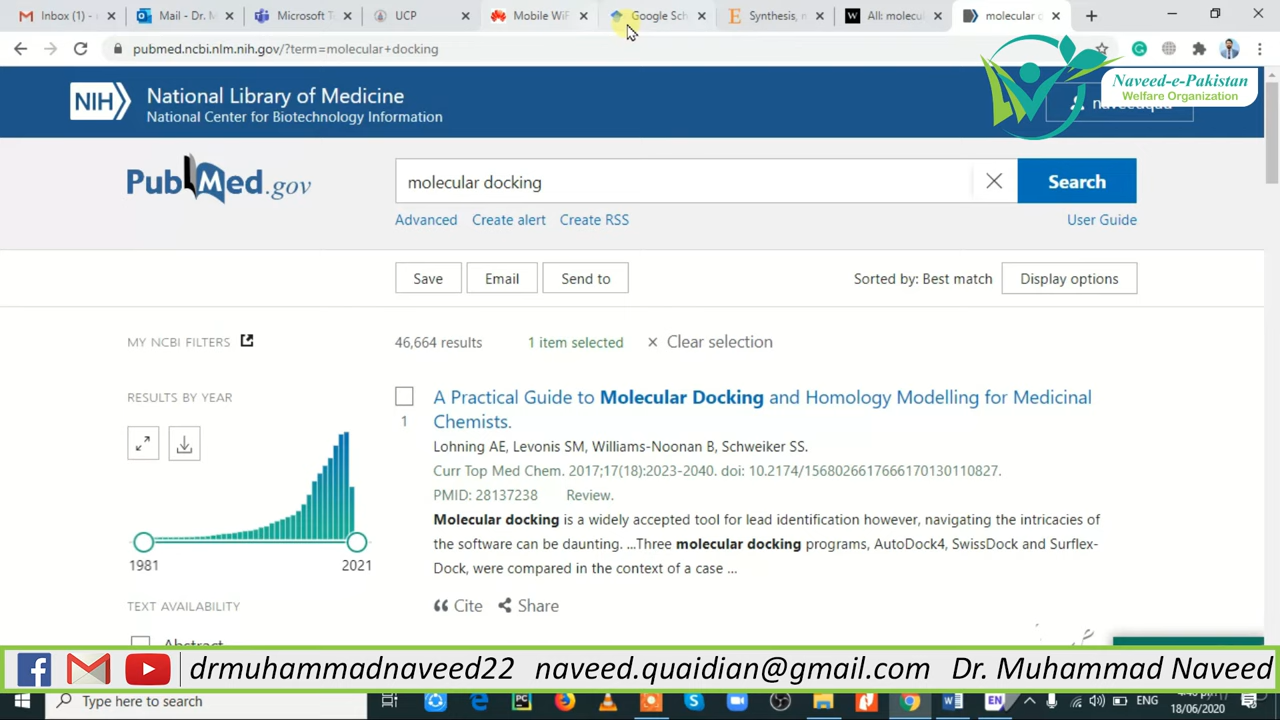 Inbox (1) -
Mail - Dr. M
Microsoft T
UCP
Mobile WiF
Google Sch
Synthesis, n
All: molecu
molecular d
pubmed.ncbi.nlm.nih.gov/?term=molecular+docking
Naveed-e-Pakistan
Welfare Organization
NIH
National Library of Medicine
National Center for Biotechnology Information
PubMed.gov
molecular docking
Search
Advanced
Create alert
Create RSS
User Guide
Save
Email
Send to
Sorted by: Best match
Display options
MY NCBI FILTERS
46,664 results
1 item selected
Clear selection
RESULTS BY YEAR
1981
2021
TEXT AVAILABILITY
Abstract
1
A Practical Guide to Molecular Docking and Homology Modelling for Medicinal
Chemists.
Lohning AE, Levonis SM, Williams-Noonan B, Schweiker SS.
Curr Top Med Chem. 2017;17(18):2023-2040. doi: 10.2174/1568026617666170130110827.
PMID: 28137238 Review.
Molecular docking is a widely accepted tool for lead identification however, navigating the intricacies of
the software can be daunting. ...Three molecular docking programs, AutoDock4, SwissDock and Surflex-
Dock, were compared in the context of a case ...
Cite
Share
drmuhammadnaveed22 naveed.quaidian@gmail.com Dr. Muhammad Naveed
Type here to search
ENG
18/06/2020